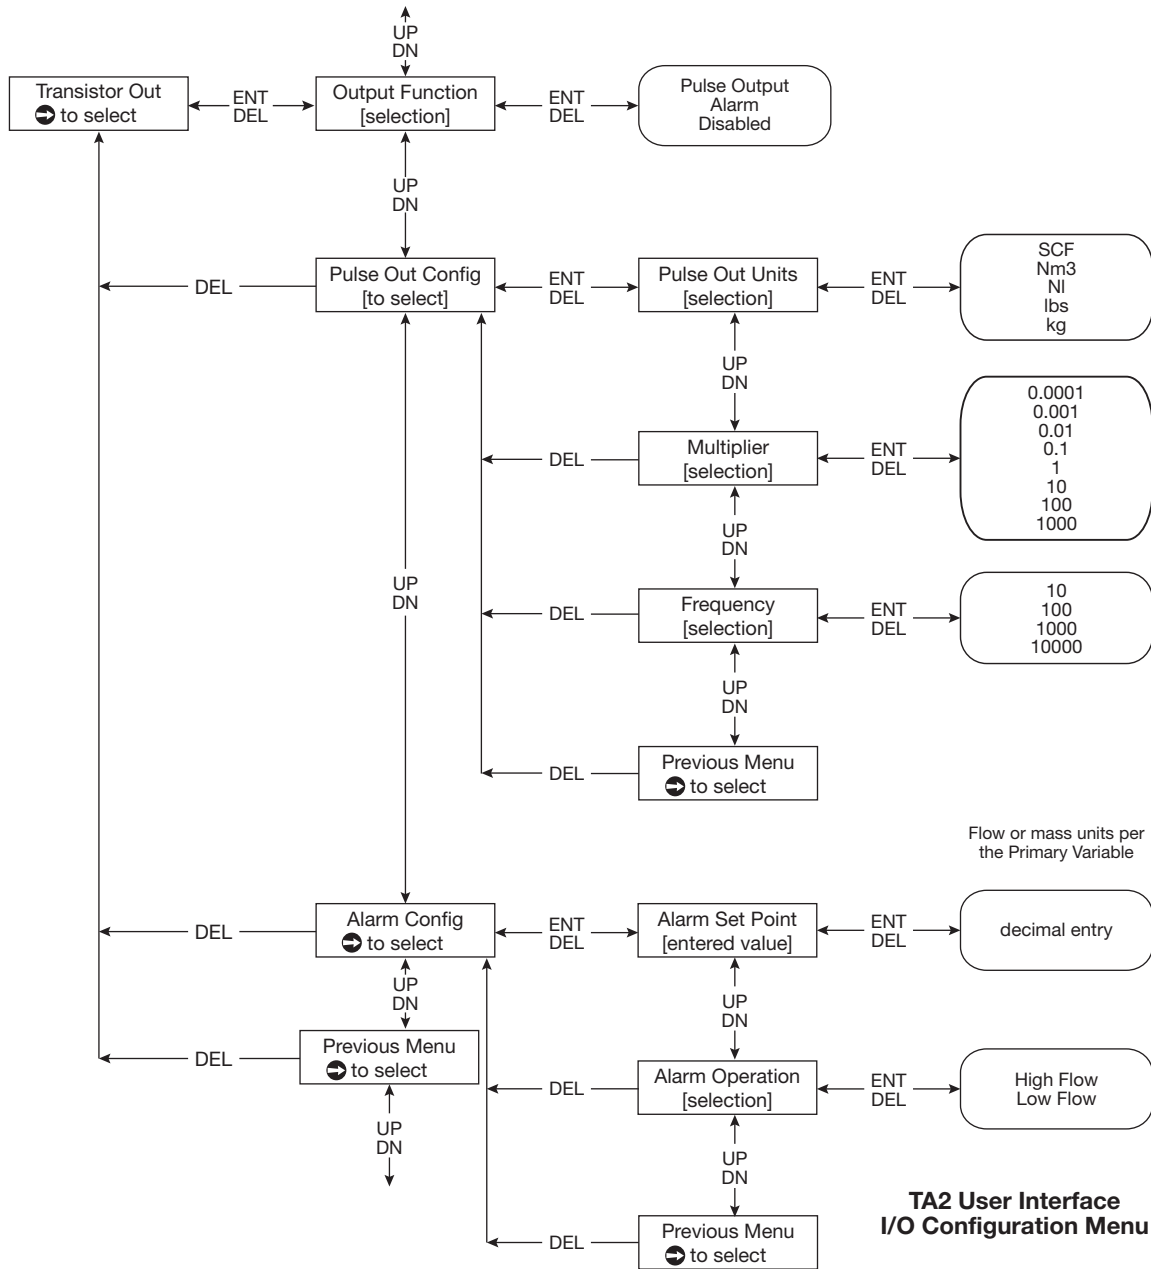 UP
DN
Transistor Out
to select
ENT
DEL
Output Function
[selection]
ENT
DEL
Pulse Output
Alarm
Disabled
UP
DN
DEL
Pulse Out Config
[to select]
ENT
DEL
Pulse Out Units
[selection]
ENT
DEL
SCF
Nm3
Nl
lbs
kg
UP
DN
DEL
Multiplier
[selection]
ENT
DEL
0.0001
0.001
0.01
0.1
1
10
100
1000
UP
DN
UP
DN
DEL
Frequency
[selection]
ENT
DEL
10
100
1000
10000
UP
DN
DEL
Previous Menu
to select
Flow or mass units per
the Primary Variable
DEL
Alarm Config
to select
ENT
DEL
Alarm Set Point
[entered value]
ENT
DEL
decimal entry
UP
DN
UP
DN
DEL
Previous Menu
to select
DEL
Alarm Operation
[selection]
ENT
DEL
High Flow
Low Flow
UP
DN
UP
DN
DEL
Previous Menu
to select
TA2 User Interface
I/O Configuration Menu